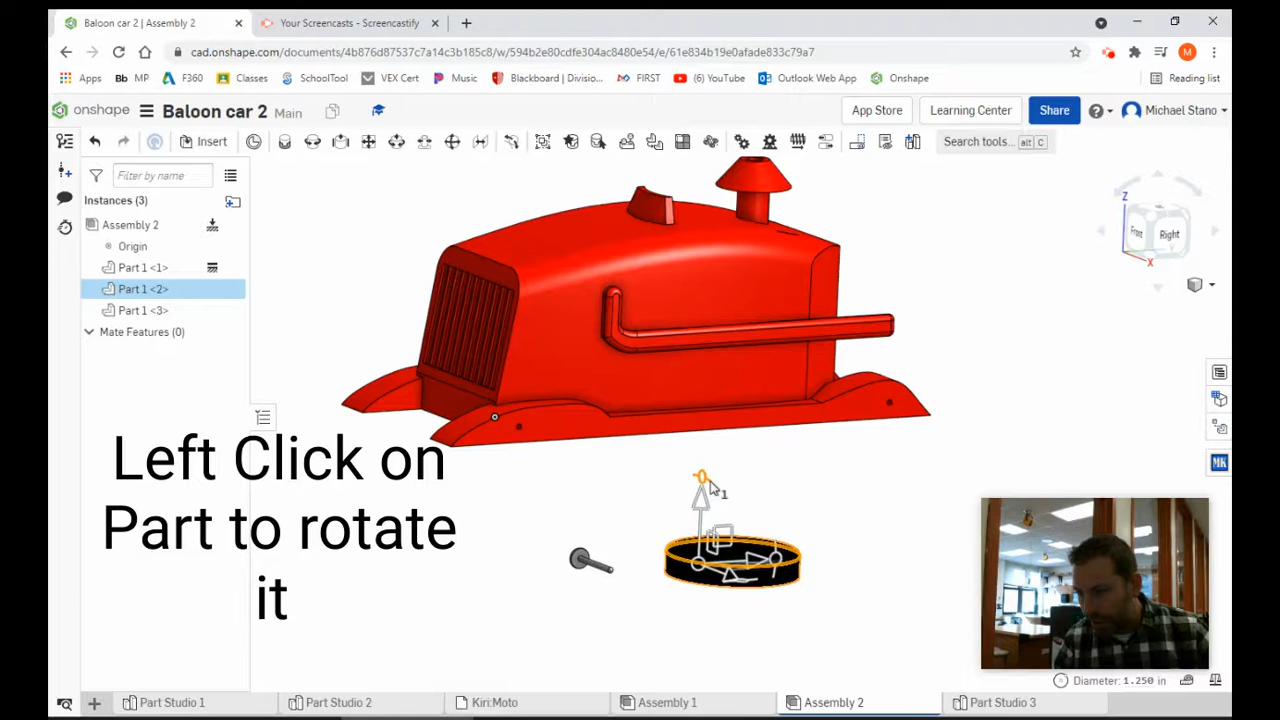 Baloon car 2 | Assembly 2
Your Screencasts - Screencastify
cad.onshape.com/documents/4b876d87537c7a14c3b185c8/w/594b2e80cdfe304ac8480e54/e/61e834b19e0afade833c79a7
M
Apps
Bb MP
F360
Classes
SchoolTool
VEX Cert
Music
Blackboard | Divisio...
FIRST
(6) YouTube
Outlook Web App
Onshape
Reading list
onshape
Baloon car 2 Main
App Store
Learning Center
Share
Michael Stano
Insert
Search tools... alt C
Filter by name
Instances (3)
Assembly 2
Origin
Part 1 <1>
Part 1 <2>
Part 1 <3>
Mate Features (0)
Z
Front
Right
X
MK
1
Left Click on
Part to rotate
it
Diameter: 1.250 in
Part Studio 1
Part Studio 2
Kiri:Moto
Assembly 1
Assembly 2
Part Studio 3